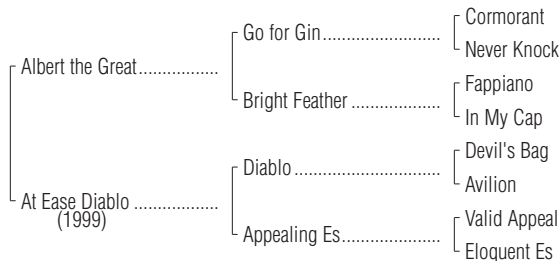 Cormorant
Go for Gin
Never Knock
Albert the Great
Fappiano
Bright Feather
In My Cap
Devil's Bag
Diablo
Avilion
At Ease Diablo
(1999)
Valid Appeal
Appealing Es
Eloquent Es